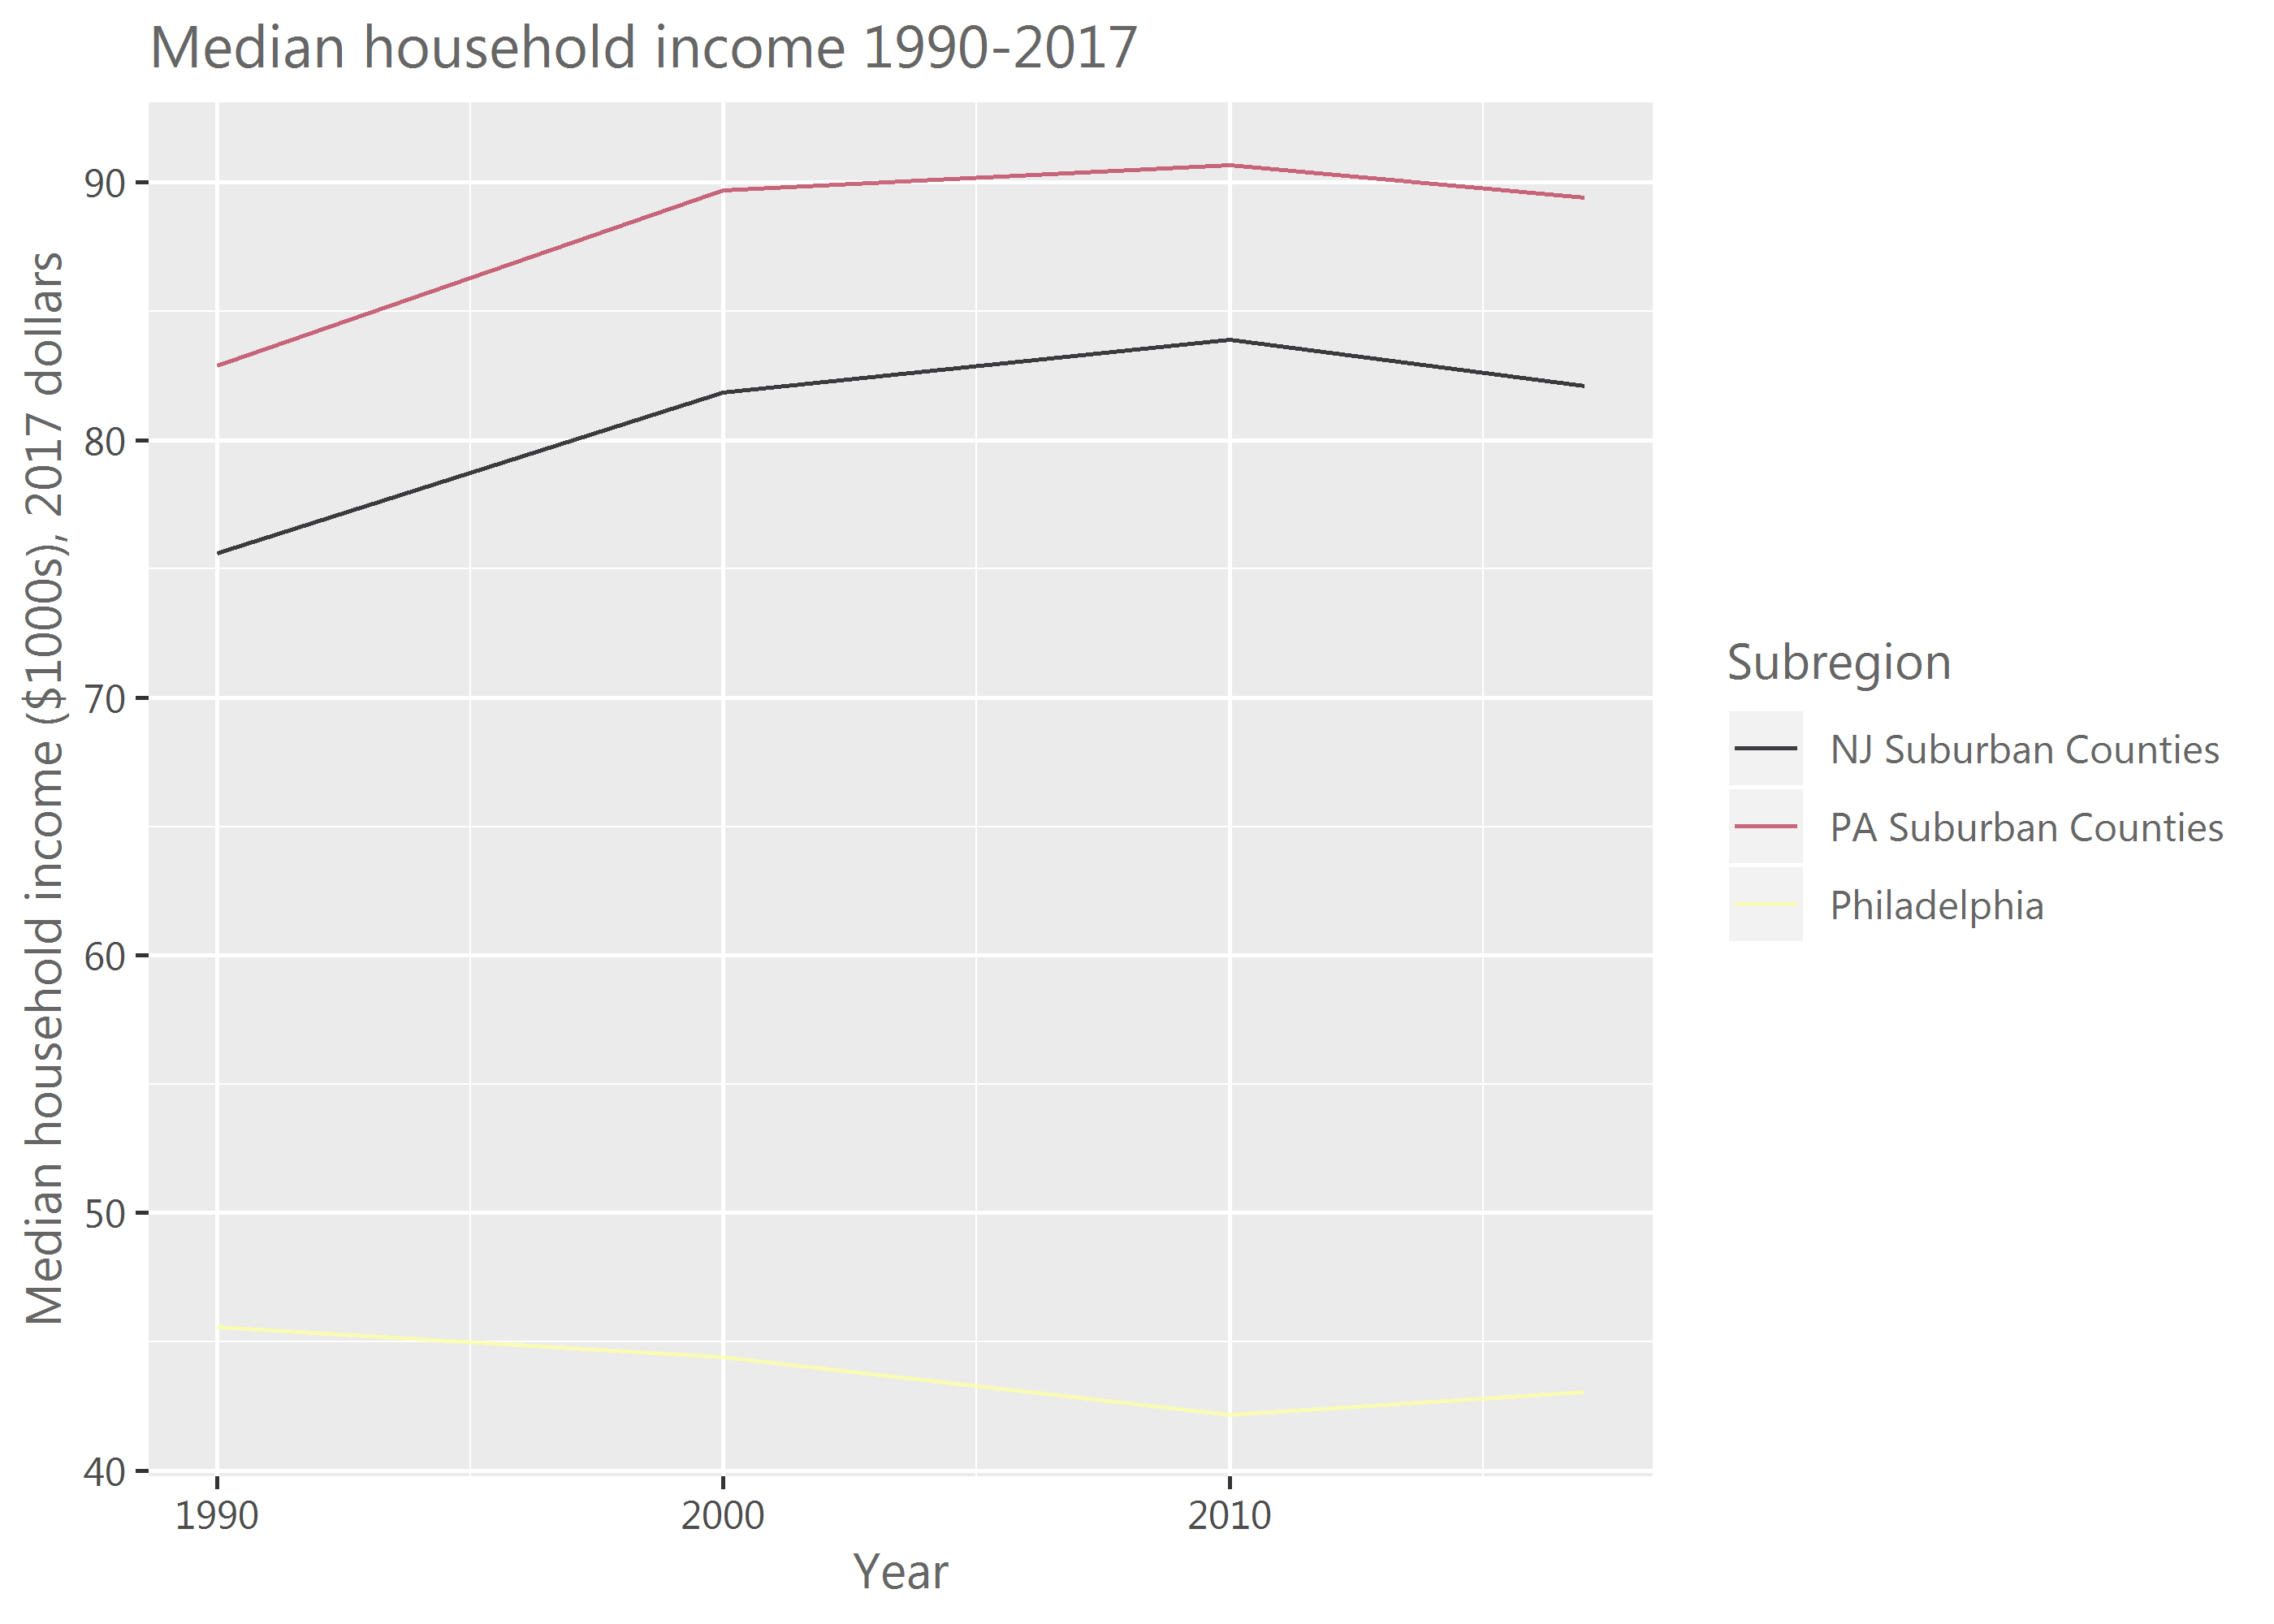 Median household income 1990-2017
Median household income ($1000s), 2017 dollars
90
80
70
60
50
40
1990
2000
2010
Year
Subregion
NJ Suburban Counties
PA Suburban Counties
Philadelphia